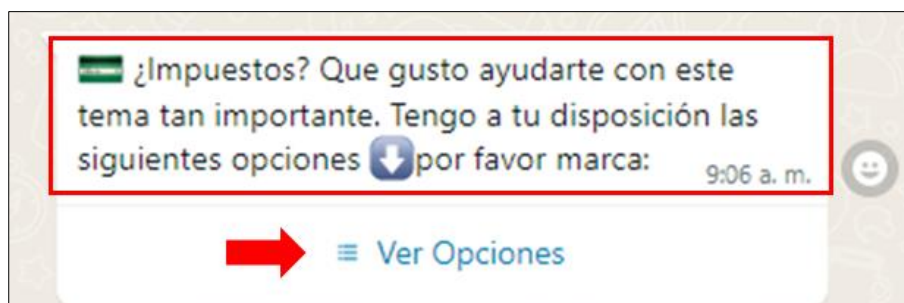 ¿Impuestos? Que gusto ayudarte con este
tema tan importante. Tengo a tu disposición las
siguientes opciones ⬇️por favor marca:
9:06 a. m.
Ver Opciones